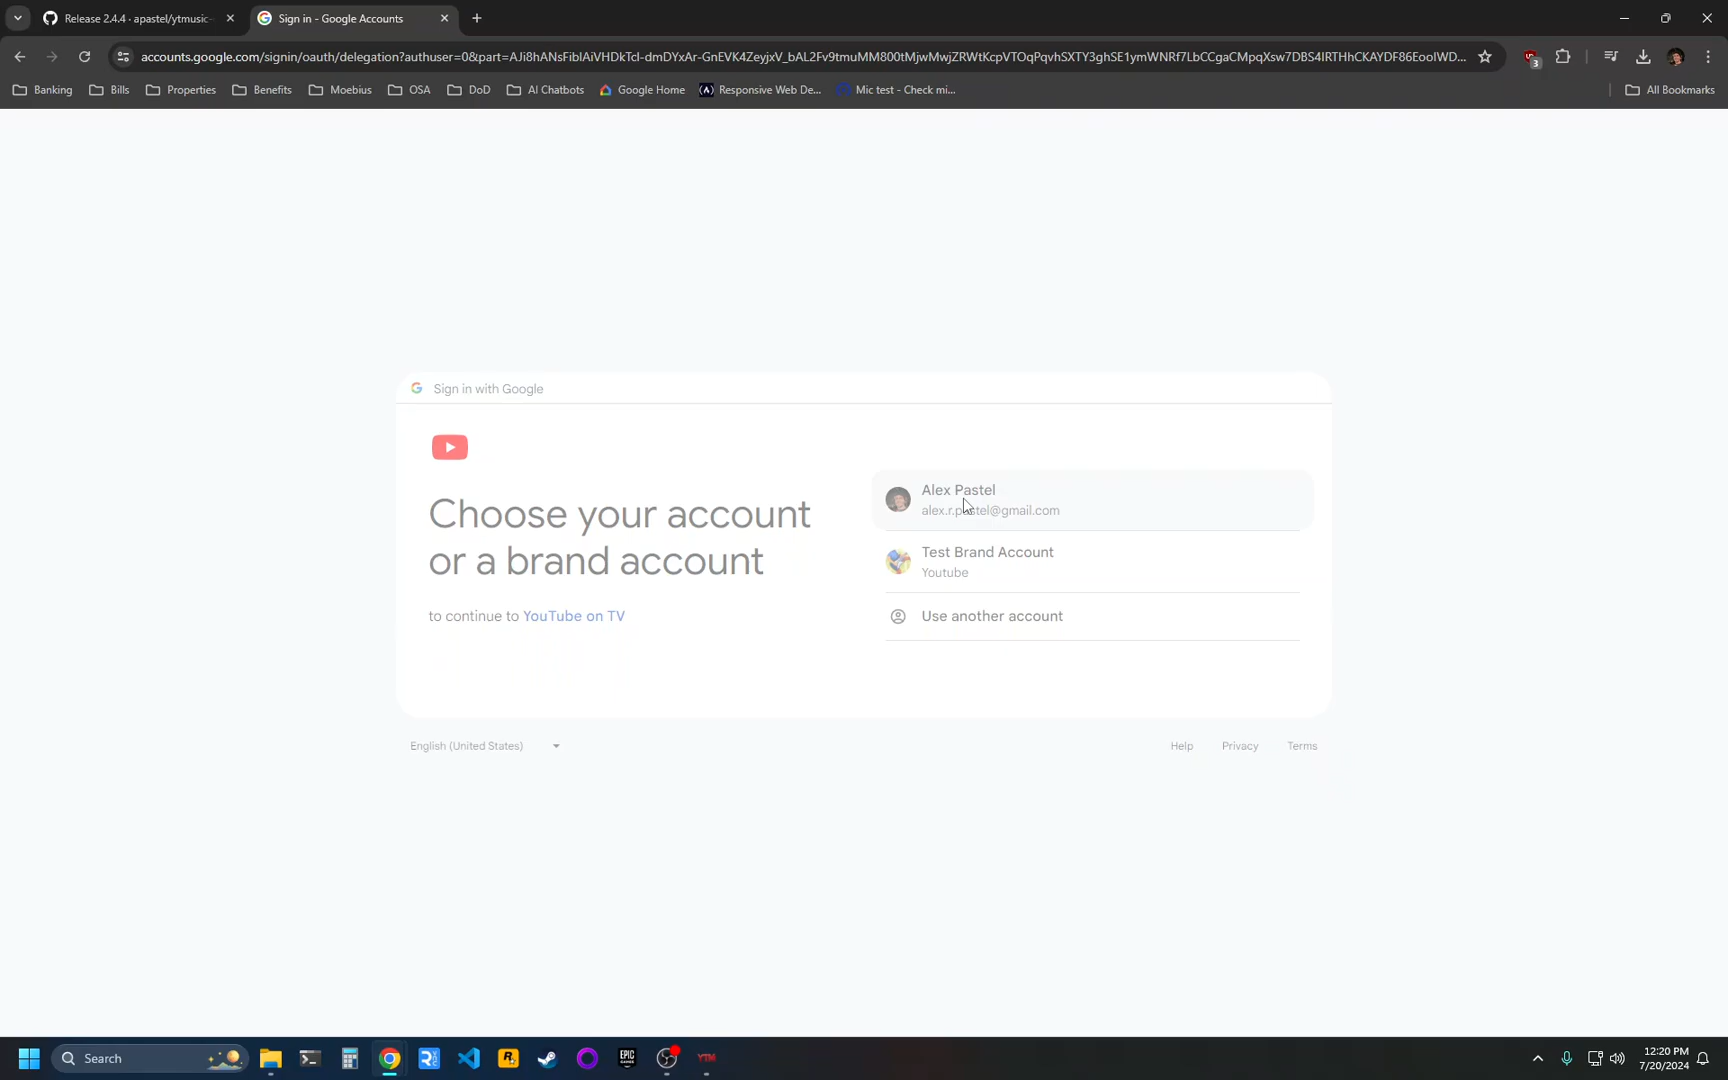 Release 2.4.4 · apastel/ytmusic-
Sign in - Google Accounts
accounts.google.com/signin/oauth/delegation?authuser=0&part=
3
Banking
Bills
Properties
Benefits
Moebius
OSA
DoD
AI Chatbots
Google Home
Responsive Web De...
Mic test - Check mi...
All Bookmarks
Sign in with Google
Choose your account
or a brand account
to continue to YouTube on TV
Alex Pastel
alex.r.pastel@gmail.com
Test Brand Account
Youtube
Use another account
English (United States)
Help
Privacy
Terms
Search
EPIC
YTM
12:20 PM
7/20/2024